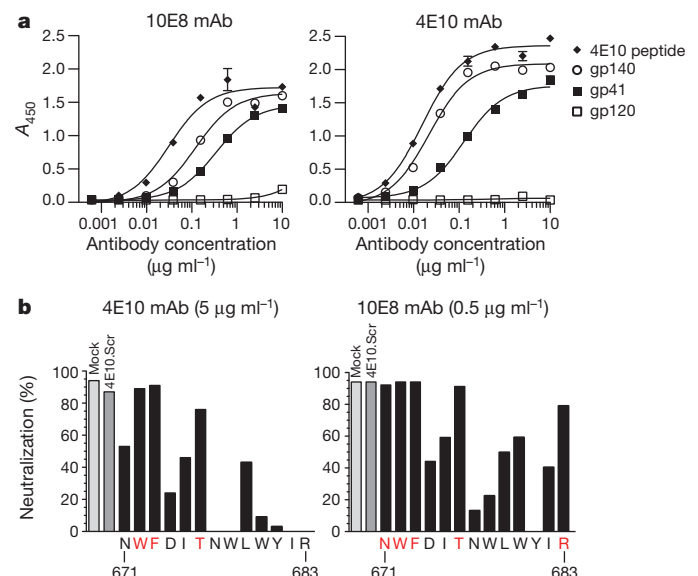 a
10E8 mAb
4E10 mAb
A450
2.5
2.0
1.5
1.0
0.5
0.0
0.001
0.01
0.1
1
10
Antibody concentration
(μg ml–1)
2.5
2.0
1.5
1.0
0.5
0.0
0.001
0.01
0.1
1
10
Antibody concentration
(μg ml–1)
4E10 peptide
gp140
gp41
gp120
b
4E10 mAb (5 μg ml–1)
10E8 mAb (0.5 μg ml–1)
Neutralization (%)
100
80
60
40
20
0
Mock
4E10.Scr
N W F D I T N W L W Y I R
671
683
100
80
60
40
20
0
Mock
4E10.Scr
N W F D I T N W L W Y I R
671
683